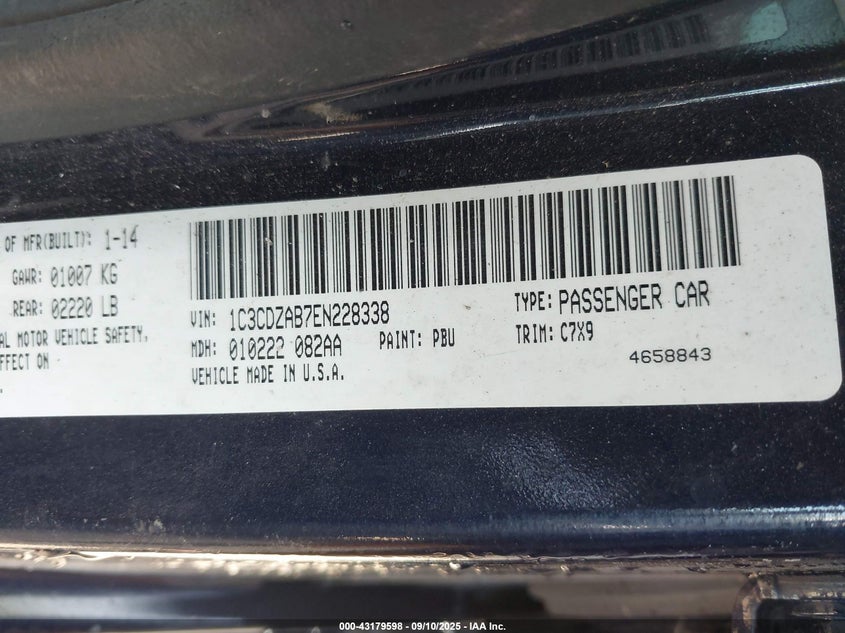 OF MFR(BUILT): 1-14
GAWR: 01007 KG
REAR: 02220 LB
AL MOTOR VEHICLE SAFETY,
FFECT ON
.
VIN: 1C3CDZAB7EN228338
TYPE: PASSENGER CAR
MDH: 010222 082AA
PAINT: PBU
TRIM: C7X9
VEHICLE MADE IN U.S.A.
4658843
000-43179598 - 09/10/2025 - IAA Inc.